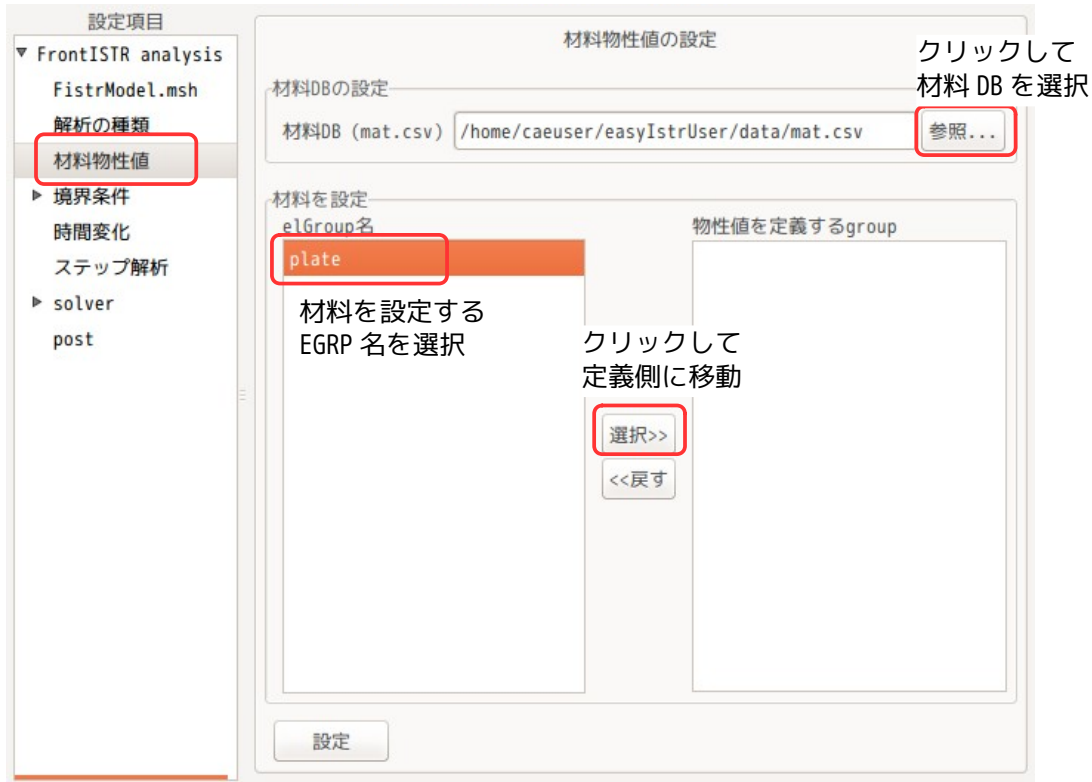 設定項目
FrontISTR analysis
FistrModel.msh
解析の種類
材料物性値
境界条件
時間変化
ステップ解析
solver
post
材料物性値の設定
クリックして
材料 DB を選択
材料DBの設定
材料DB (mat.csv) /home/caeuser/easyIstrUser/data/mat.csv 参照...
材料を設定
elGroup名
物性値を定義するgroup
plate
材料を設定する
EGRP 名を選択
クリックして
定義側に移動
選択>>
<<戻す
設定